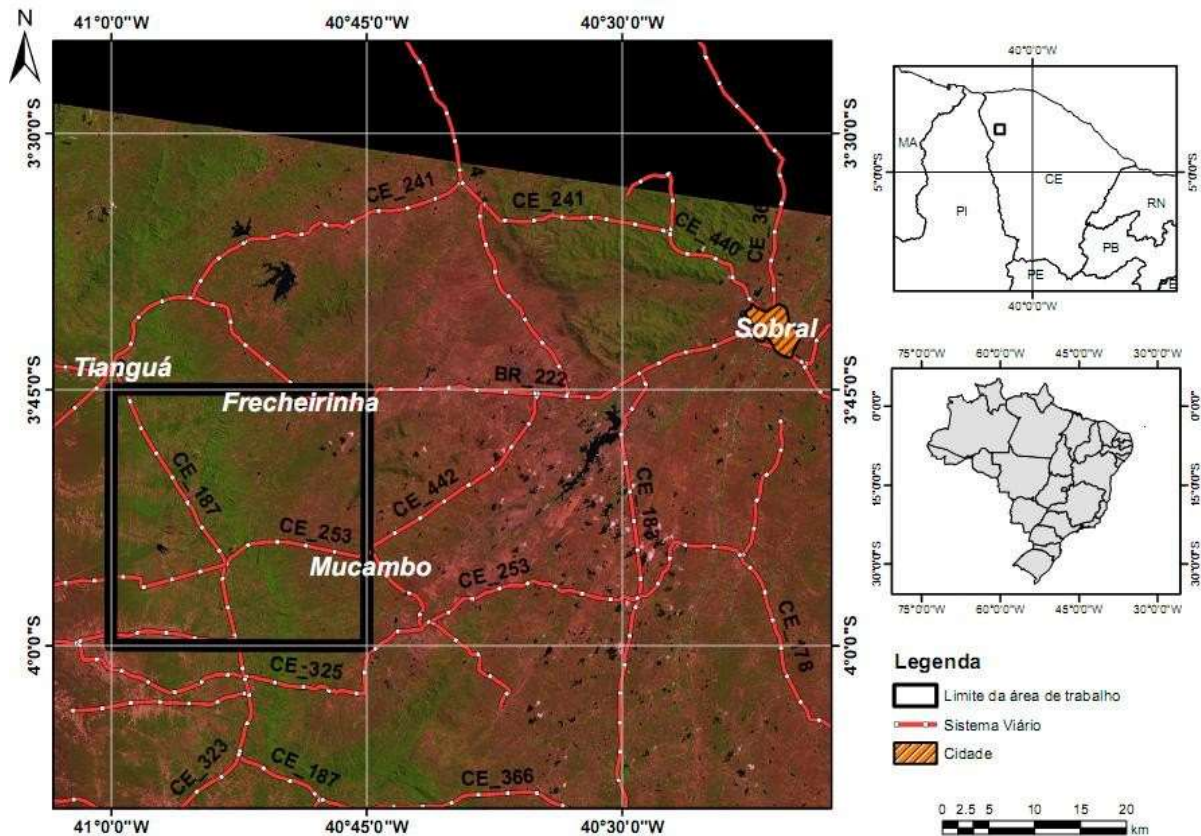 N
41°0'0"W
40°45'0"W
40°30'0"W
3°30'0"S
3°45'0"S
4°0'0"S
3°30'0"S
3°45'0"S
4°0'0"S
41°0'0"W
40°45'0"W
40°30'0"W
CE_241
CE_241
CE_440
Sobral
Tianguá
BR_222
Frecheirinha
CE_187
CE_442
CE_253
Mucambo
CE_253
CE_178
CE-325
CE_323
CE_187
CE_366
40°0'0"W
5°0'0"S
5°0'0"S
MA
CE
PI
RN
PB
PE
40°0'0"W
75°0'0"W 60°0'0"W 45°0'0"W 30°0'0"W
0°0'0"S
15°0'0"S
30°0'0"S
0°0'0"S
15°0'0"S
30°0'0"S
75°0'0"W 60°0'0"W 45°0'0"W 30°0'0"W
Legenda
Limite da área de trabalho
Sistema Viário
Cidade
0 2.5 5 10 15 20
km